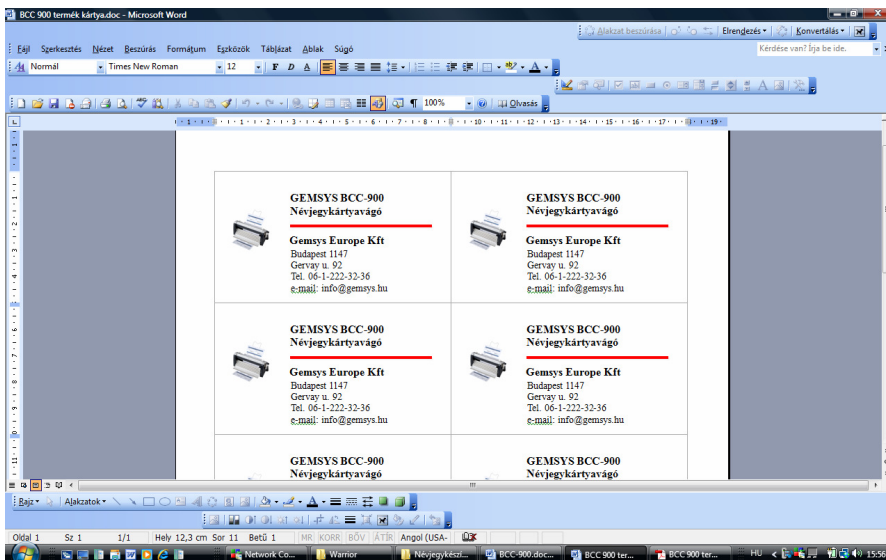 BCC 900 termék kártya.doc - Microsoft Word
Alakzat beszúrása Elrendezés Konvertálás
Fájl Szerkesztés Nézet Beszúrás Formátum Eszközök Táblázat Ablak Súgó
Kérdése van? Írja be ide.
Normál Times New Roman 12 F D A
100% Olvasás
GEMSYS BCC-900
Névjegykártyavágó
Gemsys Europe Kft
Budapest 1147
Gervay u. 92
Tel. 06-1-222-32-36
e-mail: info@gemsys.hu
GEMSYS BCC-900
Névjegykártyavágó
Gemsys Europe Kft
Budapest 1147
Gervay u. 92
Tel. 06-1-222-32-36
e-mail: info@gemsys.hu
GEMSYS BCC-900
Névjegykártyavágó
Gemsys Europe Kft
Budapest 1147
Gervay u. 92
Tel. 06-1-222-32-36
e-mail: info@gemsys.hu
GEMSYS BCC-900
Névjegykártyavágó
Gemsys Europe Kft
Budapest 1147
Gervay u. 92
Tel. 06-1-222-32-36
e-mail: info@gemsys.hu
GEMSYS BCC-900
Névjegykártyavágó
GEMSYS BCC-900
Névjegykártyavágó
Rajz Alakzatok
Oldal 1 Sz 1 1/1 Hely 12,3 cm Sor 11 Betű 1 MR KORR BŐV ÁTÍR Angol (USA-
Network Co... Warrior Névjegykészí... BCC-900.doc... BCC 900 ter... BCC 900 ter... HU 15:56